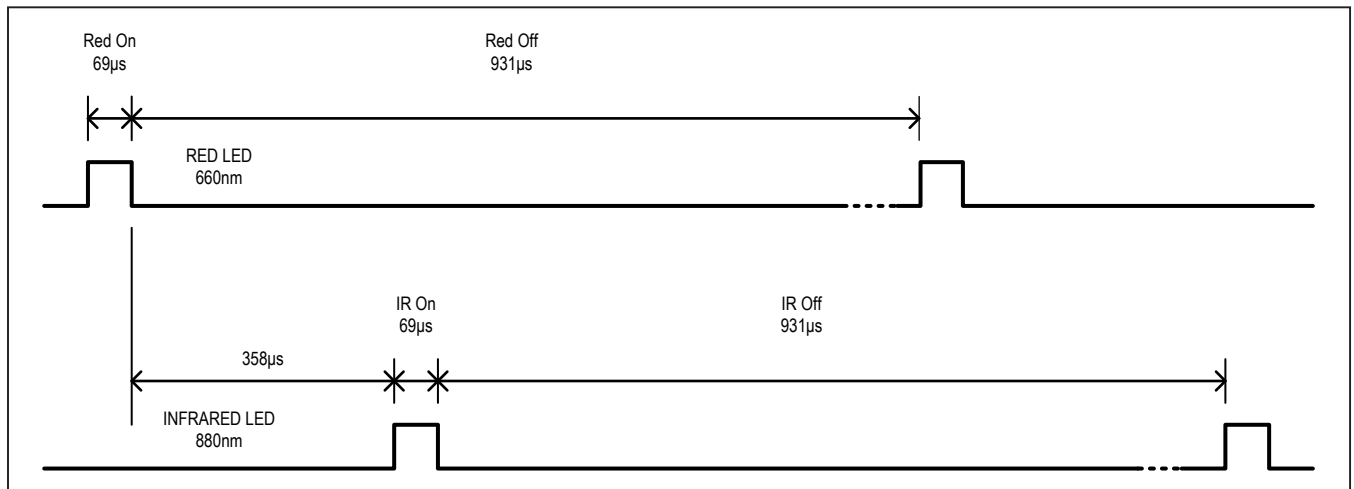 Red On
69µs
Red Off
931µs
RED LED
660nm
IR On
69µs
IR Off
931µs
358µs
INFRARED LED
880nm